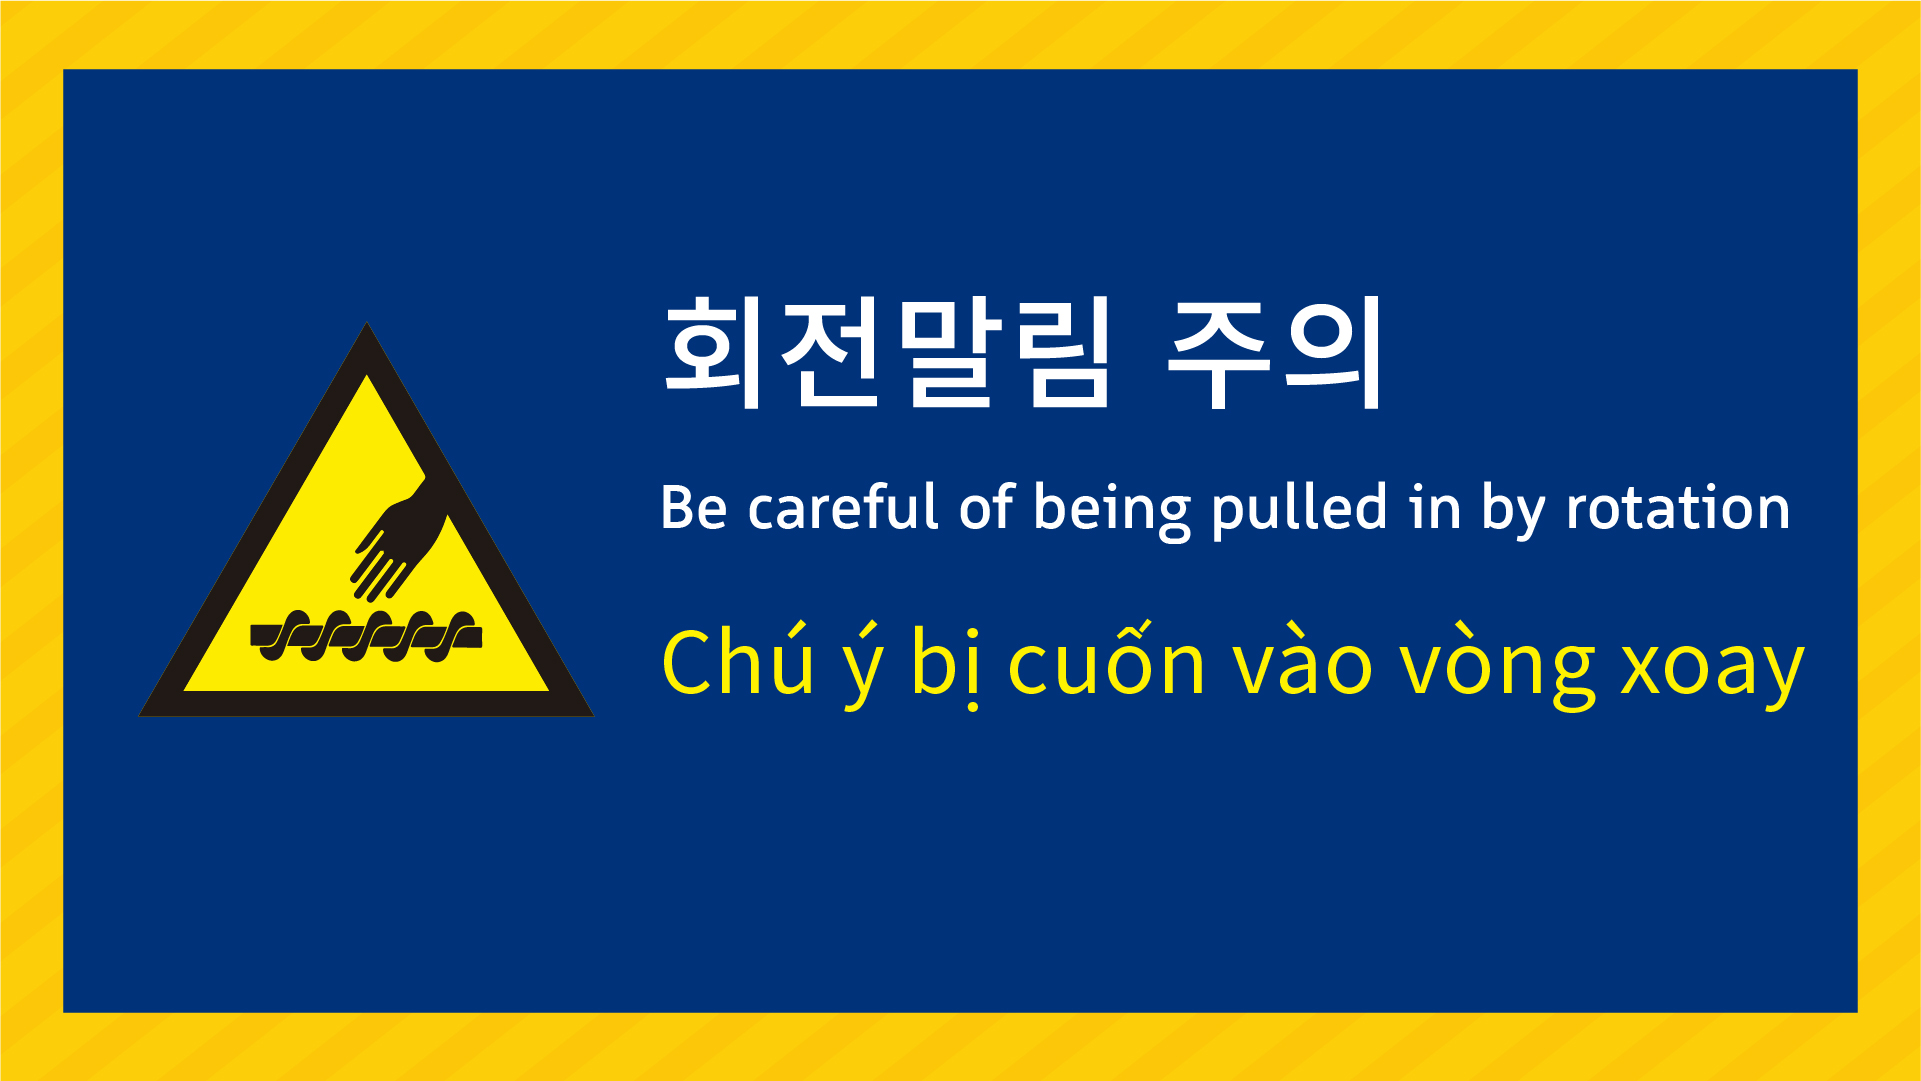 회전말림 주의
Be careful of being pulled in by rotation
Chú ý bị cuốn vào vòng xoay